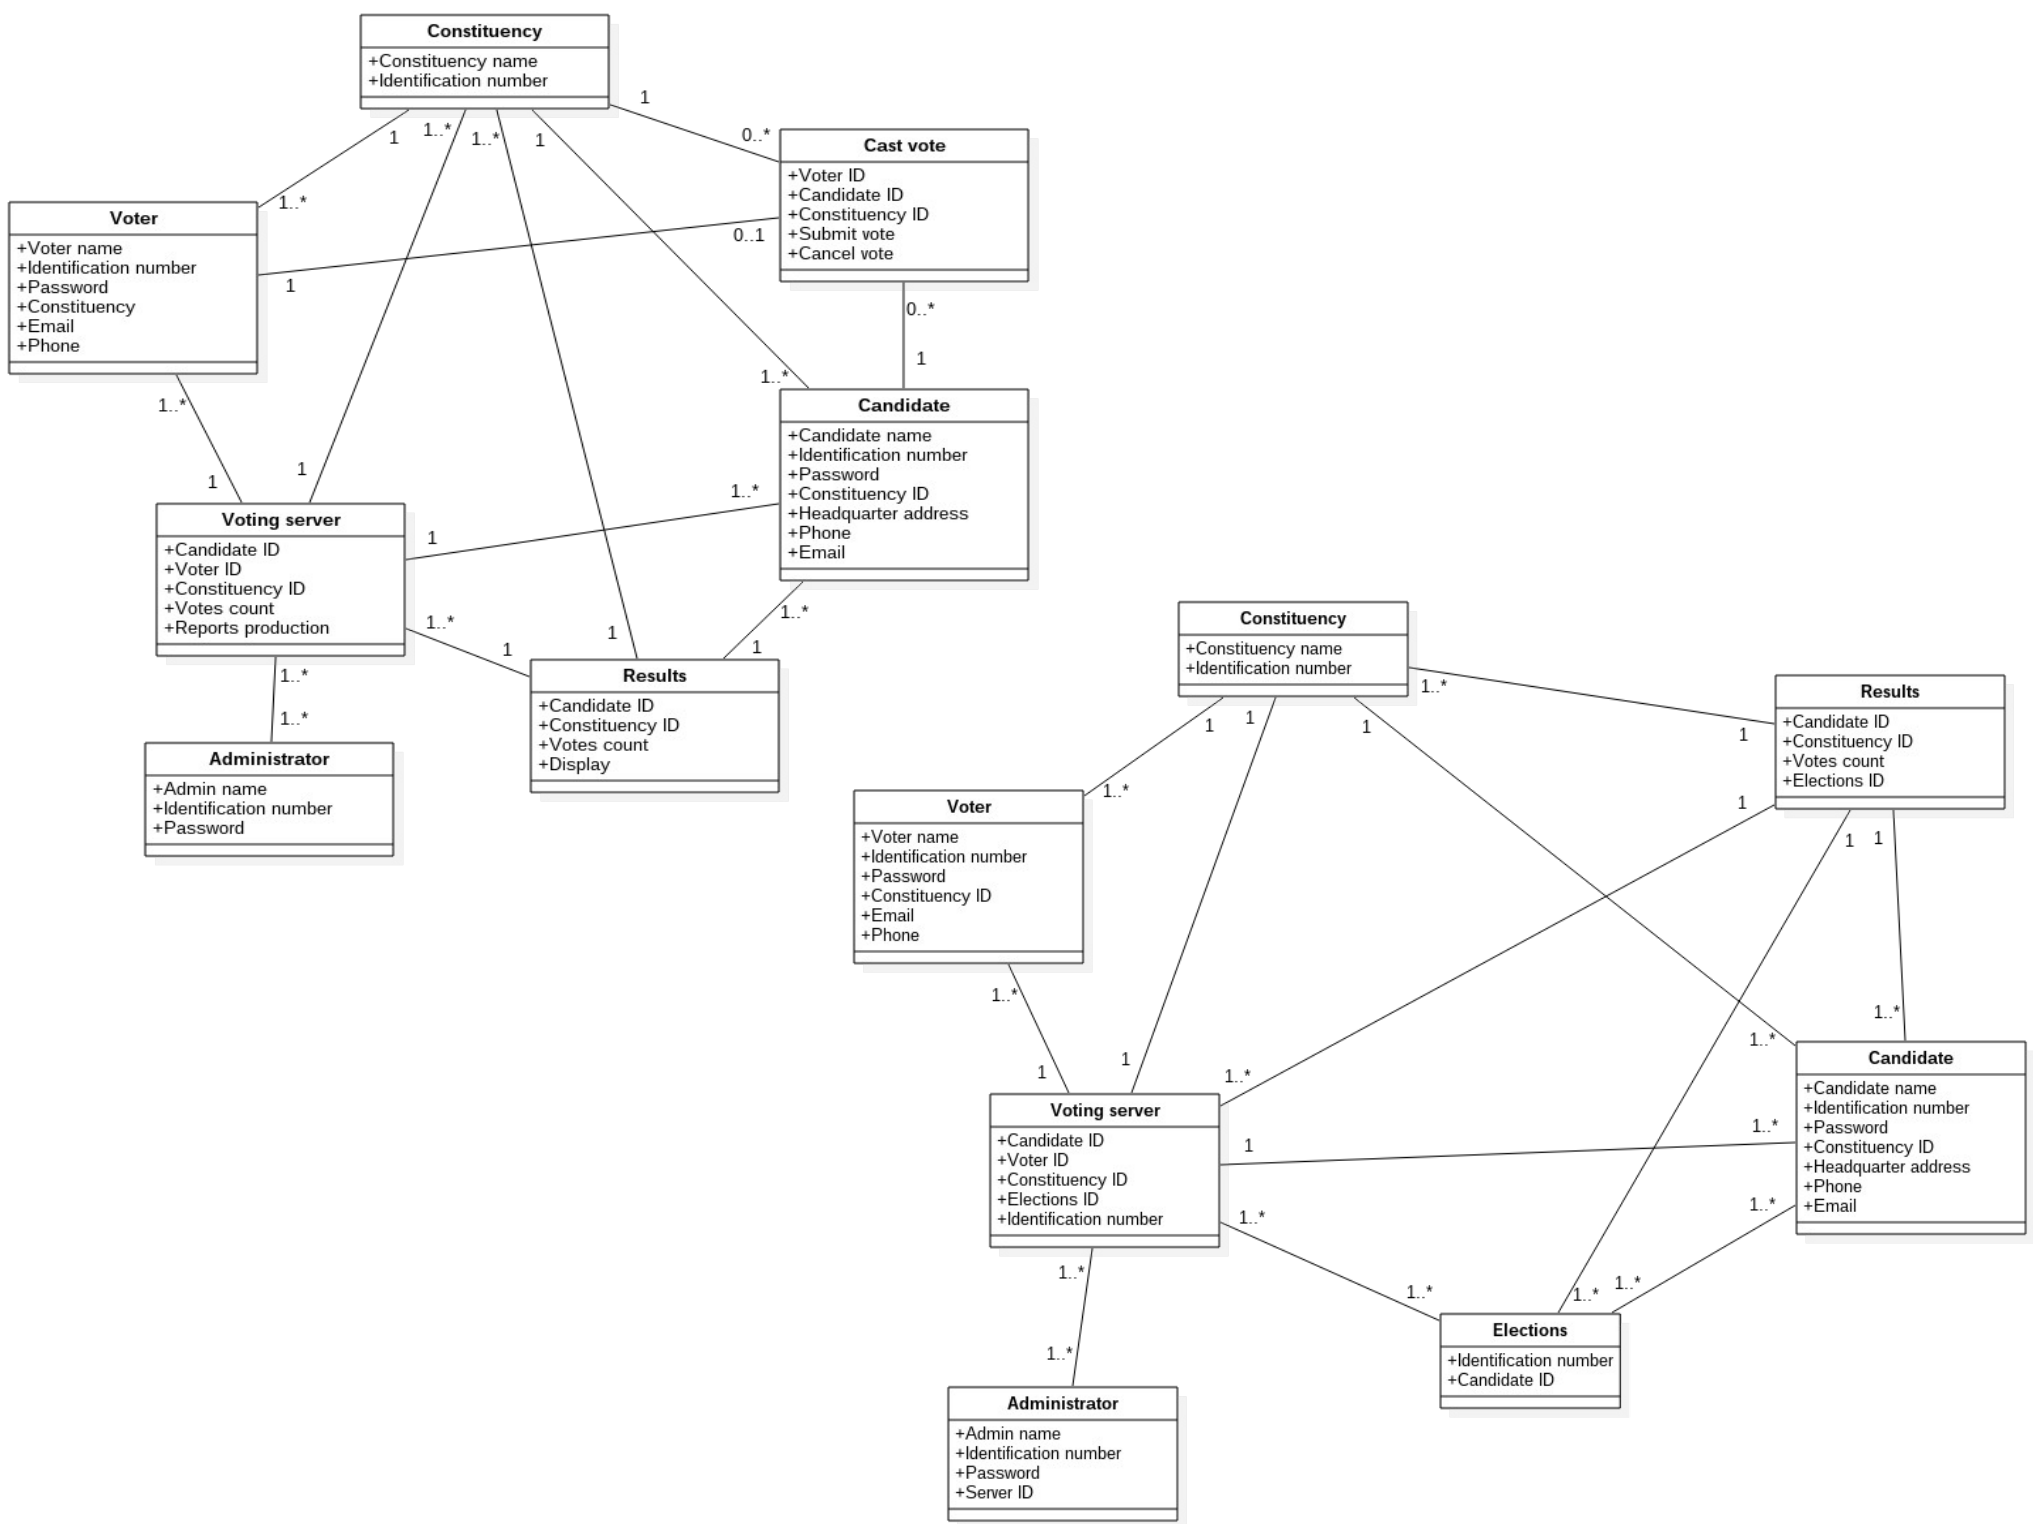 Constituency
+Constituency name
+Identification number
1
1..*
1..*
1
1
0..*
1..*
Cast vote
+Voter ID
+Candidate ID
+Constituency ID
+Submit vote
+Cancel vote
0..1
Voter
+Voter name
+Identification number
+Password
+Constituency
+Email
+Phone
1
0..*
1
1..*
Candidate
+Candidate name
+Identification number
+Password
+Constituency ID
+Headquarter address
+Phone
+Email
1..*
1
1
1..*
1
Voting server
+Candidate ID
+Voter ID
+Constituency ID
+Votes count
+Reports production
1..*
1
1
1..*
1
Results
+Candidate ID
+Constituency ID
+Votes count
+Display
1..*
1..*
Administrator
+Admin name
+Identification number
+Password
Constituency
+Constituency name
+Identification number
1..*
1
1
1
1
Results
+Candidate ID
+Constituency ID
+Votes count
+Elections ID
1..*
1
1
1
Voter
+Voter name
+Identification number
+Password
+Constituency ID
+Email
+Phone
1..*
1
1
1..*
1..*
1..*
Candidate
+Candidate name
+Identification number
+Password
+Constituency ID
+Headquarter address
+Phone
+Email
Voting server
+Candidate ID
+Voter ID
+Constituency ID
+Elections ID
+Identification number
1
1..*
1..*
1..*
1..*
1..*
1..*
Elections
+Identification number
+Candidate ID
1..*
1..*
Administrator
+Admin name
+Identification number
+Password
+Server ID